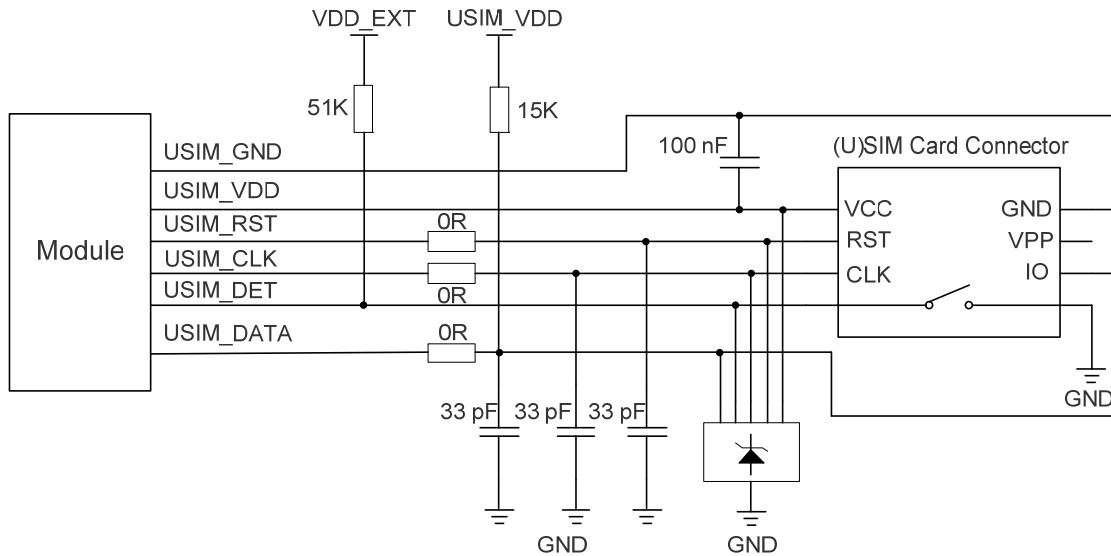 VDD_EXT
USIM_VDD
51K
15K
USIM_GND
100 nF
(U)SIM Card Connector
USIM_VDD
VCC
GND
USIM_RST
0R
RST
VPP
Module
USIM_CLK
CLK
IO
USIM_DET
0R
USIM_DATA
0R
GND
33 pF
33 pF
33 pF
GND
GND